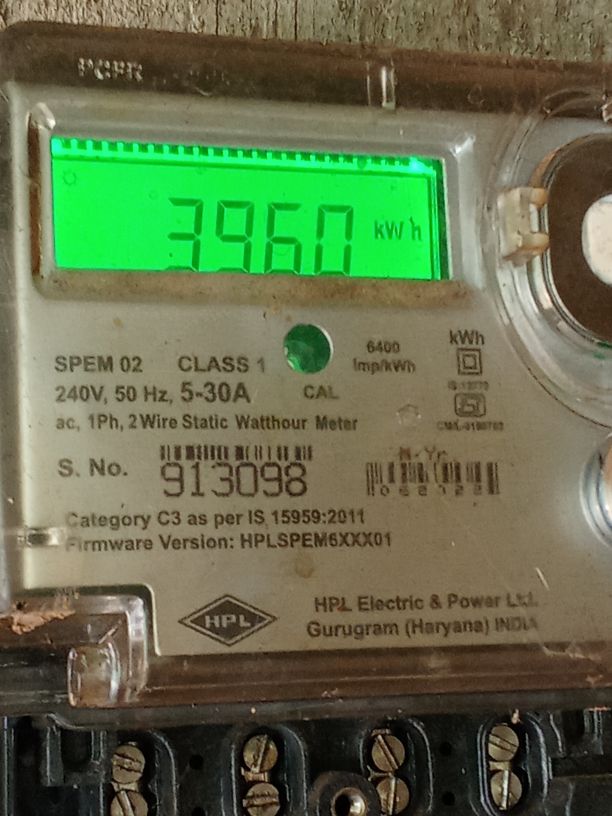 3960 kWh
SPEM 02 CLASS 1
6400
Imp/kWh
kWh
240V, 50 Hz, 5-30A
CAL
ac, 1Ph, 2Wire Static Watthour Meter
S. No. 913098
M-Yr.
Category C3 as per IS 15959:2011
Firmware Version: HPLSPEM6XXX01
HPL
HPL Electric & Power Ltd.
Gurugram (Haryana) INDIA